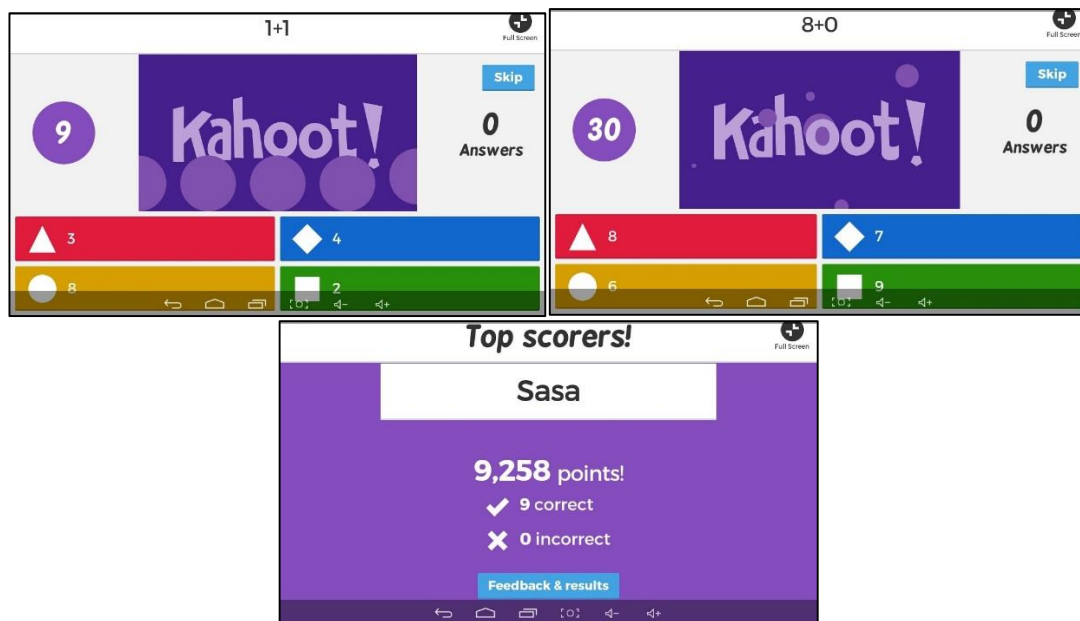 1+1
Full Screen
Skip
9
Kahoot!
0
Answers
3
4
8
2
8+0
Full Screen
Skip
30
Kahoot!
0
Answers
8
7
6
9
Top scorers!
Full Screen
Sasa
9,258 points!
9 correct
0 incorrect
Feedback & results